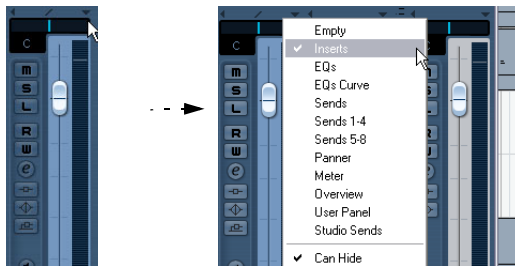 C
m
S
L
R
W
e
C
m
S
L
R
W
e
Empty
Inserts
EQs
EQs Curve
Sends
Sends 1-4
Sends 5-8
Panner
Meter
Overview
User Panel
Studio Sends
Can Hide
C